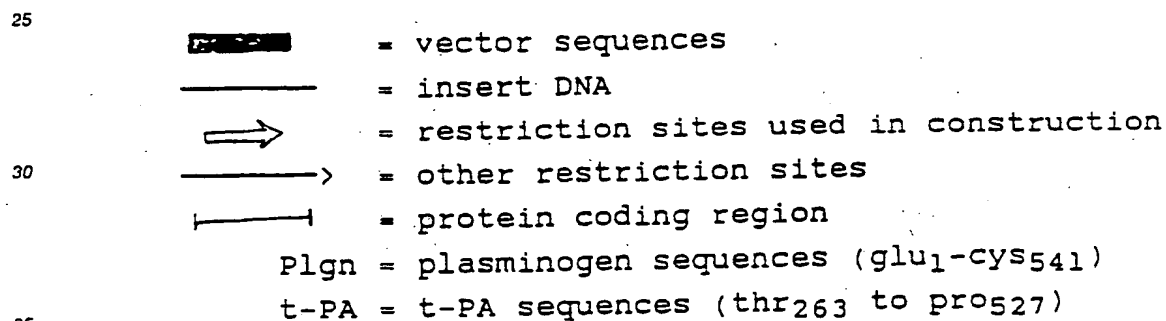 25
= vector sequences
= insert DNA
= restriction sites used in construction
30
= other restriction sites
= protein coding region
Plgn = plasminogen sequences (glu1-cys541)
t-PA = t-PA sequences (thr263 to pro527)